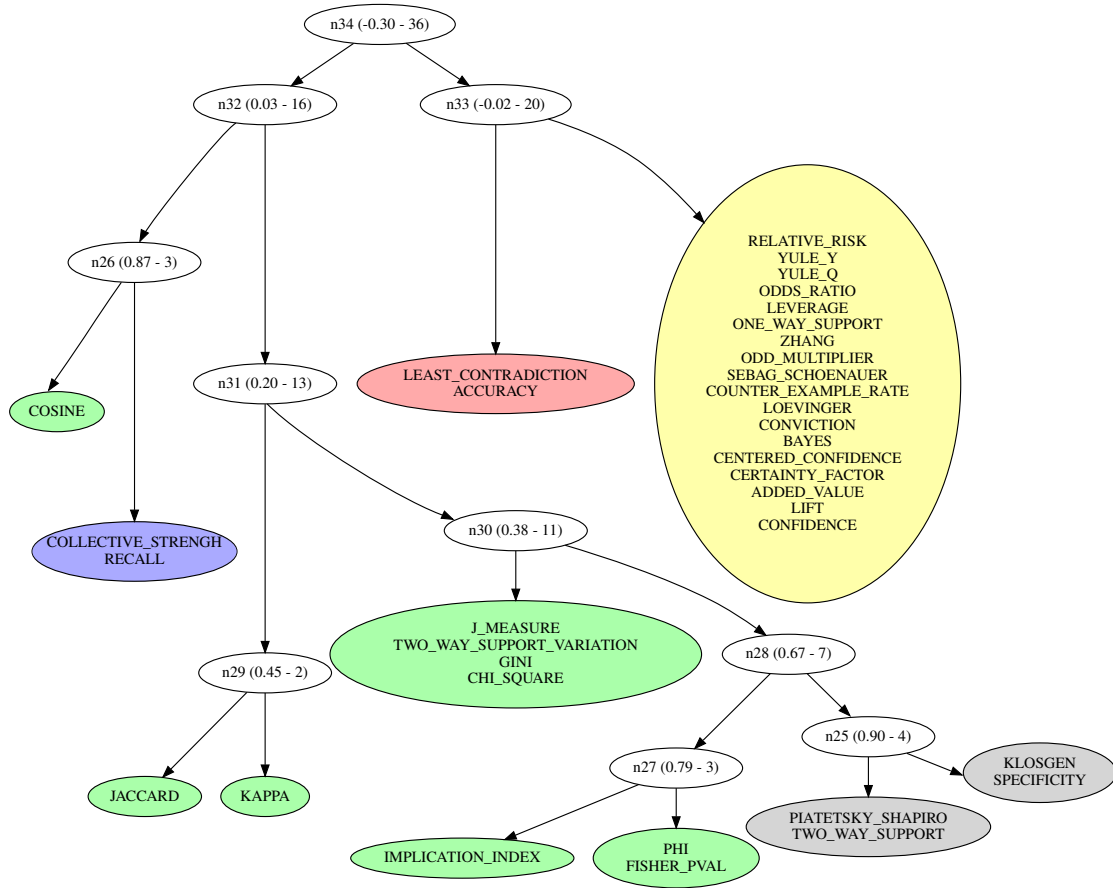 n34 (-0.30 - 36)
n32 (0.03 - 16)
n33 (-0.02 - 20)
n26 (0.87 - 3)
RELATIVE_RISK
YULE_Y
YULE_Q
ODDS_RATIO
LEVERAGE
ONE_WAY_SUPPORT
ZHANG
ODD_MULTIPLIER
SEBAG_SCHOENAUER
COUNTER_EXAMPLE_RATE
LOEVINGER
CONVICTION
BAYES
CENTERED_CONFIDENCE
CERTAINTY_FACTOR
ADDED_VALUE
LIFT
CONFIDENCE
COSINE
n31 (0.20 - 13)
LEAST_CONTRADICTION
ACCURACY
COLLECTIVE_STRENGH
RECALL
n30 (0.38 - 11)
J_MEASURE
TWO_WAY_SUPPORT_VARIATION
GINI
CHI_SQUARE
n29 (0.45 - 2)
n28 (0.67 - 7)
JACCARD
KAPPA
n27 (0.79 - 3)
n25 (0.90 - 4)
KLOSGEN
SPECIFICITY
PIATETSKY_SHAPIRO
TWO_WAY_SUPPORT
IMPLICATION_INDEX
PHI
FISHER_PVAL